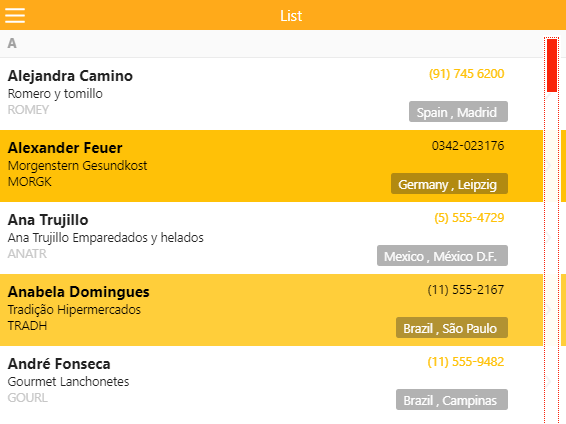 List
A
Alejandra Camino
(91) 745 6200
Romero y tomillo
ROMEY
Spain , Madrid
Alexander Feuer
0342-023176
Morgenstern Gesundkost
MORGK
Germany , Leipzig
Ana Trujillo
(5) 555-4729
Ana Trujillo Emparedados y helados
ANATR
Mexico , México D.F.
Anabela Domingues
(11) 555-2167
Tradição Hipermercados
TRADH
Brazil , São Paulo
André Fonseca
(11) 555-9482
Gourmet Lanchonetes
GOURL
Brazil , Campinas